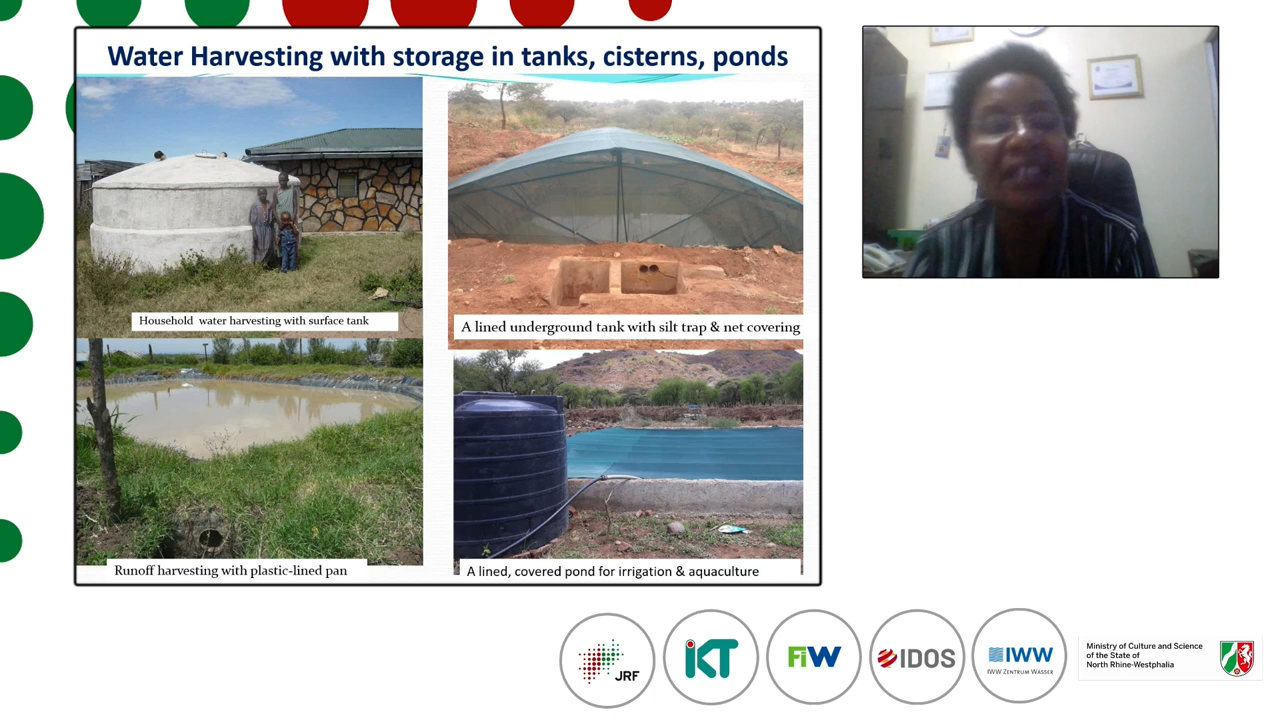 Water Harvesting with storage in tanks, cisterns, ponds
Household water harvesting with surface tank
A lined underground tank with silt trap & net covering
Runoff harvesting with plastic-lined pan
A lined, covered pond for irrigation & aquaculture
JRF
iKT
FiW
IDOS
IWW
IWW ZENTRUM WASSER
Ministry of Culture and Science
of the State of
North Rhine-Westphalia